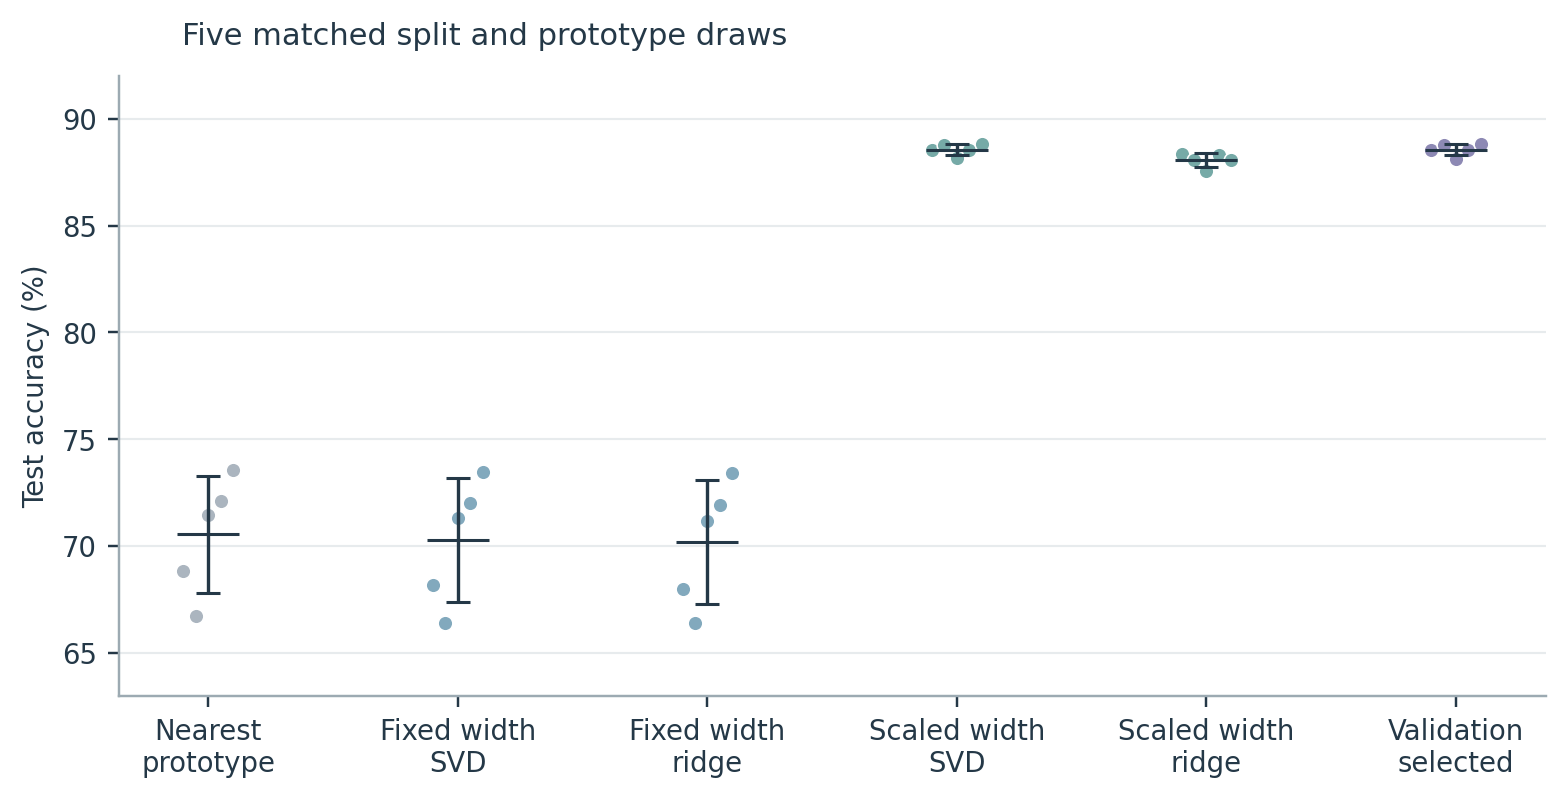 Five matched split and prototype draws
Test accuracy (%)
90
85
80
75
70
65
Nearest
prototype
Fixed width
SVD
Fixed width
ridge
Scaled width
SVD
Scaled width
ridge
Validation
selected